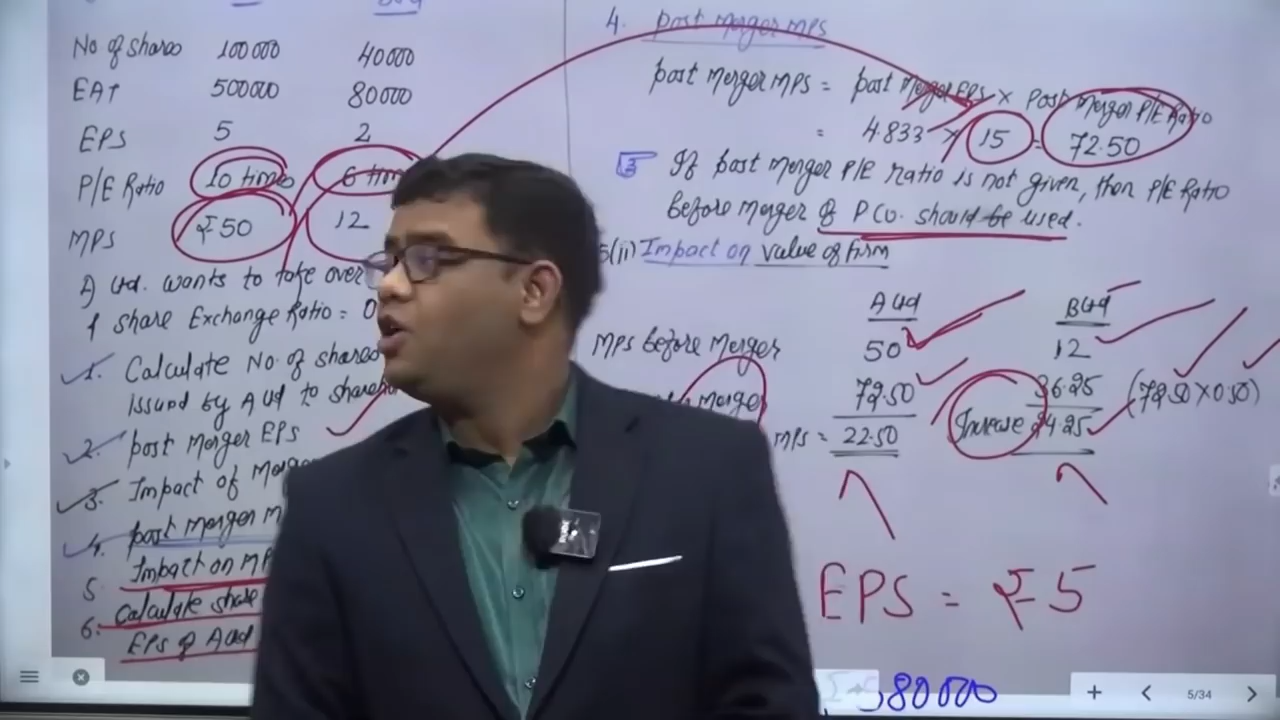 No of shares 100000 40000
EAT 500000 80000
EPS 5 2
P/E Ratio 10 times 6
MPS ₹50 12
A Ltd. wants to take over
share Exchange Ratio = 0
1. Calculate No of shares
issued by A Ltd to
2. post Merger EPS
3. Impact of
4. post merger
5. Impact on
6. Calculate share
EPS of A Ltd
4. post merger MPS
post Merger MPS = post Merger EPS × Post Merger P/E Ratio
= 4.833 × 15 = 72.50
If post merger P/E ratio is not given, then P/E Ratio
Before merger of P Co. should be used.
5(ii) Impact on value of firm
A Ltd B Ltd
MPS before Merger 50 12
Merger 72.50 36.25 (72.50 × 0.50)
MPS = 22.50 Increase 24.25
EPS = ₹5
580000
5/34